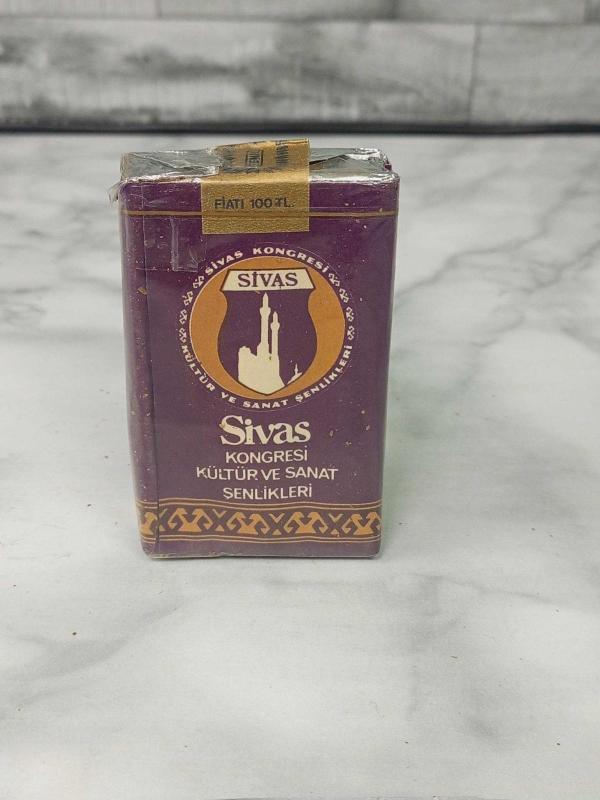 FİATI 100 TL.
SİVAS KONGRESİ
SİVAS
KÜLTÜR VE SANAT ŞENLİKLERİ
Sivas
KONGRESİ
KÜLTÜR VE SANAT
ŞENLİKLERİ